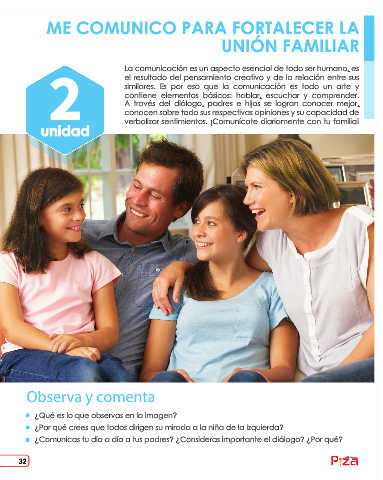 ME COMUNICO PARA FORTALECER LA
UNIÓN FAMILIAR
2
unidad
La comunicación es un aspecto esencial de todo ser humano, es
el resultado del pensamiento creativo y de la relación entre sus
similares. Es por eso que la comunicación es todo un arte y
contiene elementos básicos: hablar, escuchar y comprender.
A través del diálogo, padres e hijos se logran conocer mejor,
conocen sobre todo sus respectivas opiniones y su capacidad de
verbalizar sentimientos. ¡Comunícate diariamente con tu familia!
Observa y comenta
¿Qué es lo que observas en la imagen?
¿Por qué crees que todos dirigen su mirada a la niña de la izquierda?
¿Comunicas tu día a día a tus padres? ¿Consideras importante el diálogo? ¿Por qué?
32